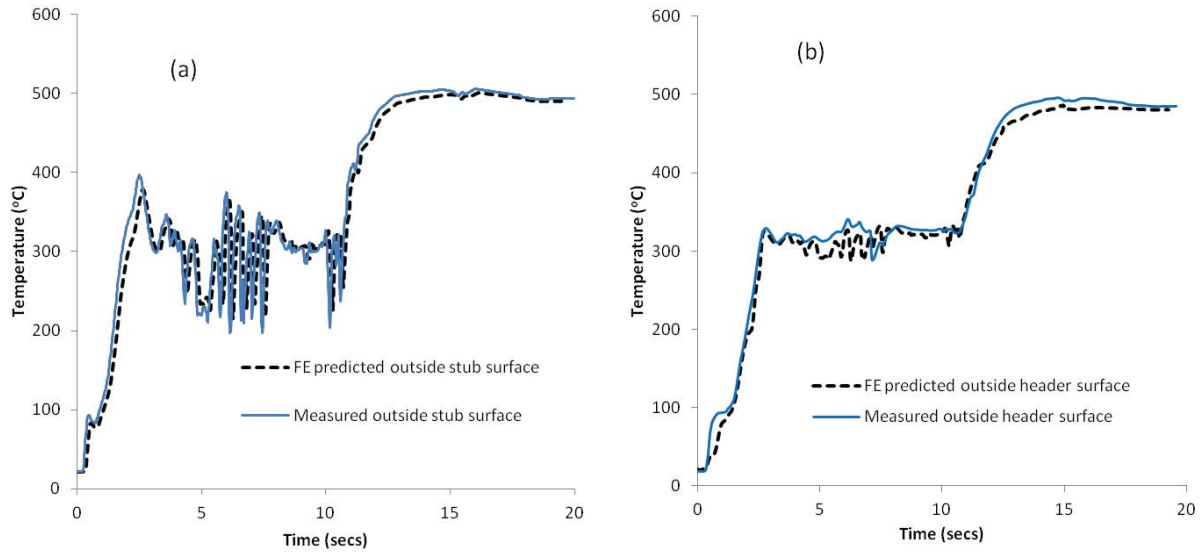 (a)
600
500
400
300
200
100
0
Temperature (°C)
0 5 10 15 20
Time (secs)
FE predicted outside stub surface
Measured outside stub surface
(b)
600
500
400
300
200
100
0
Temperature (°C)
0 5 10 15 20
Time (secs)
FE predicted outside header surface
Measured outside header surface